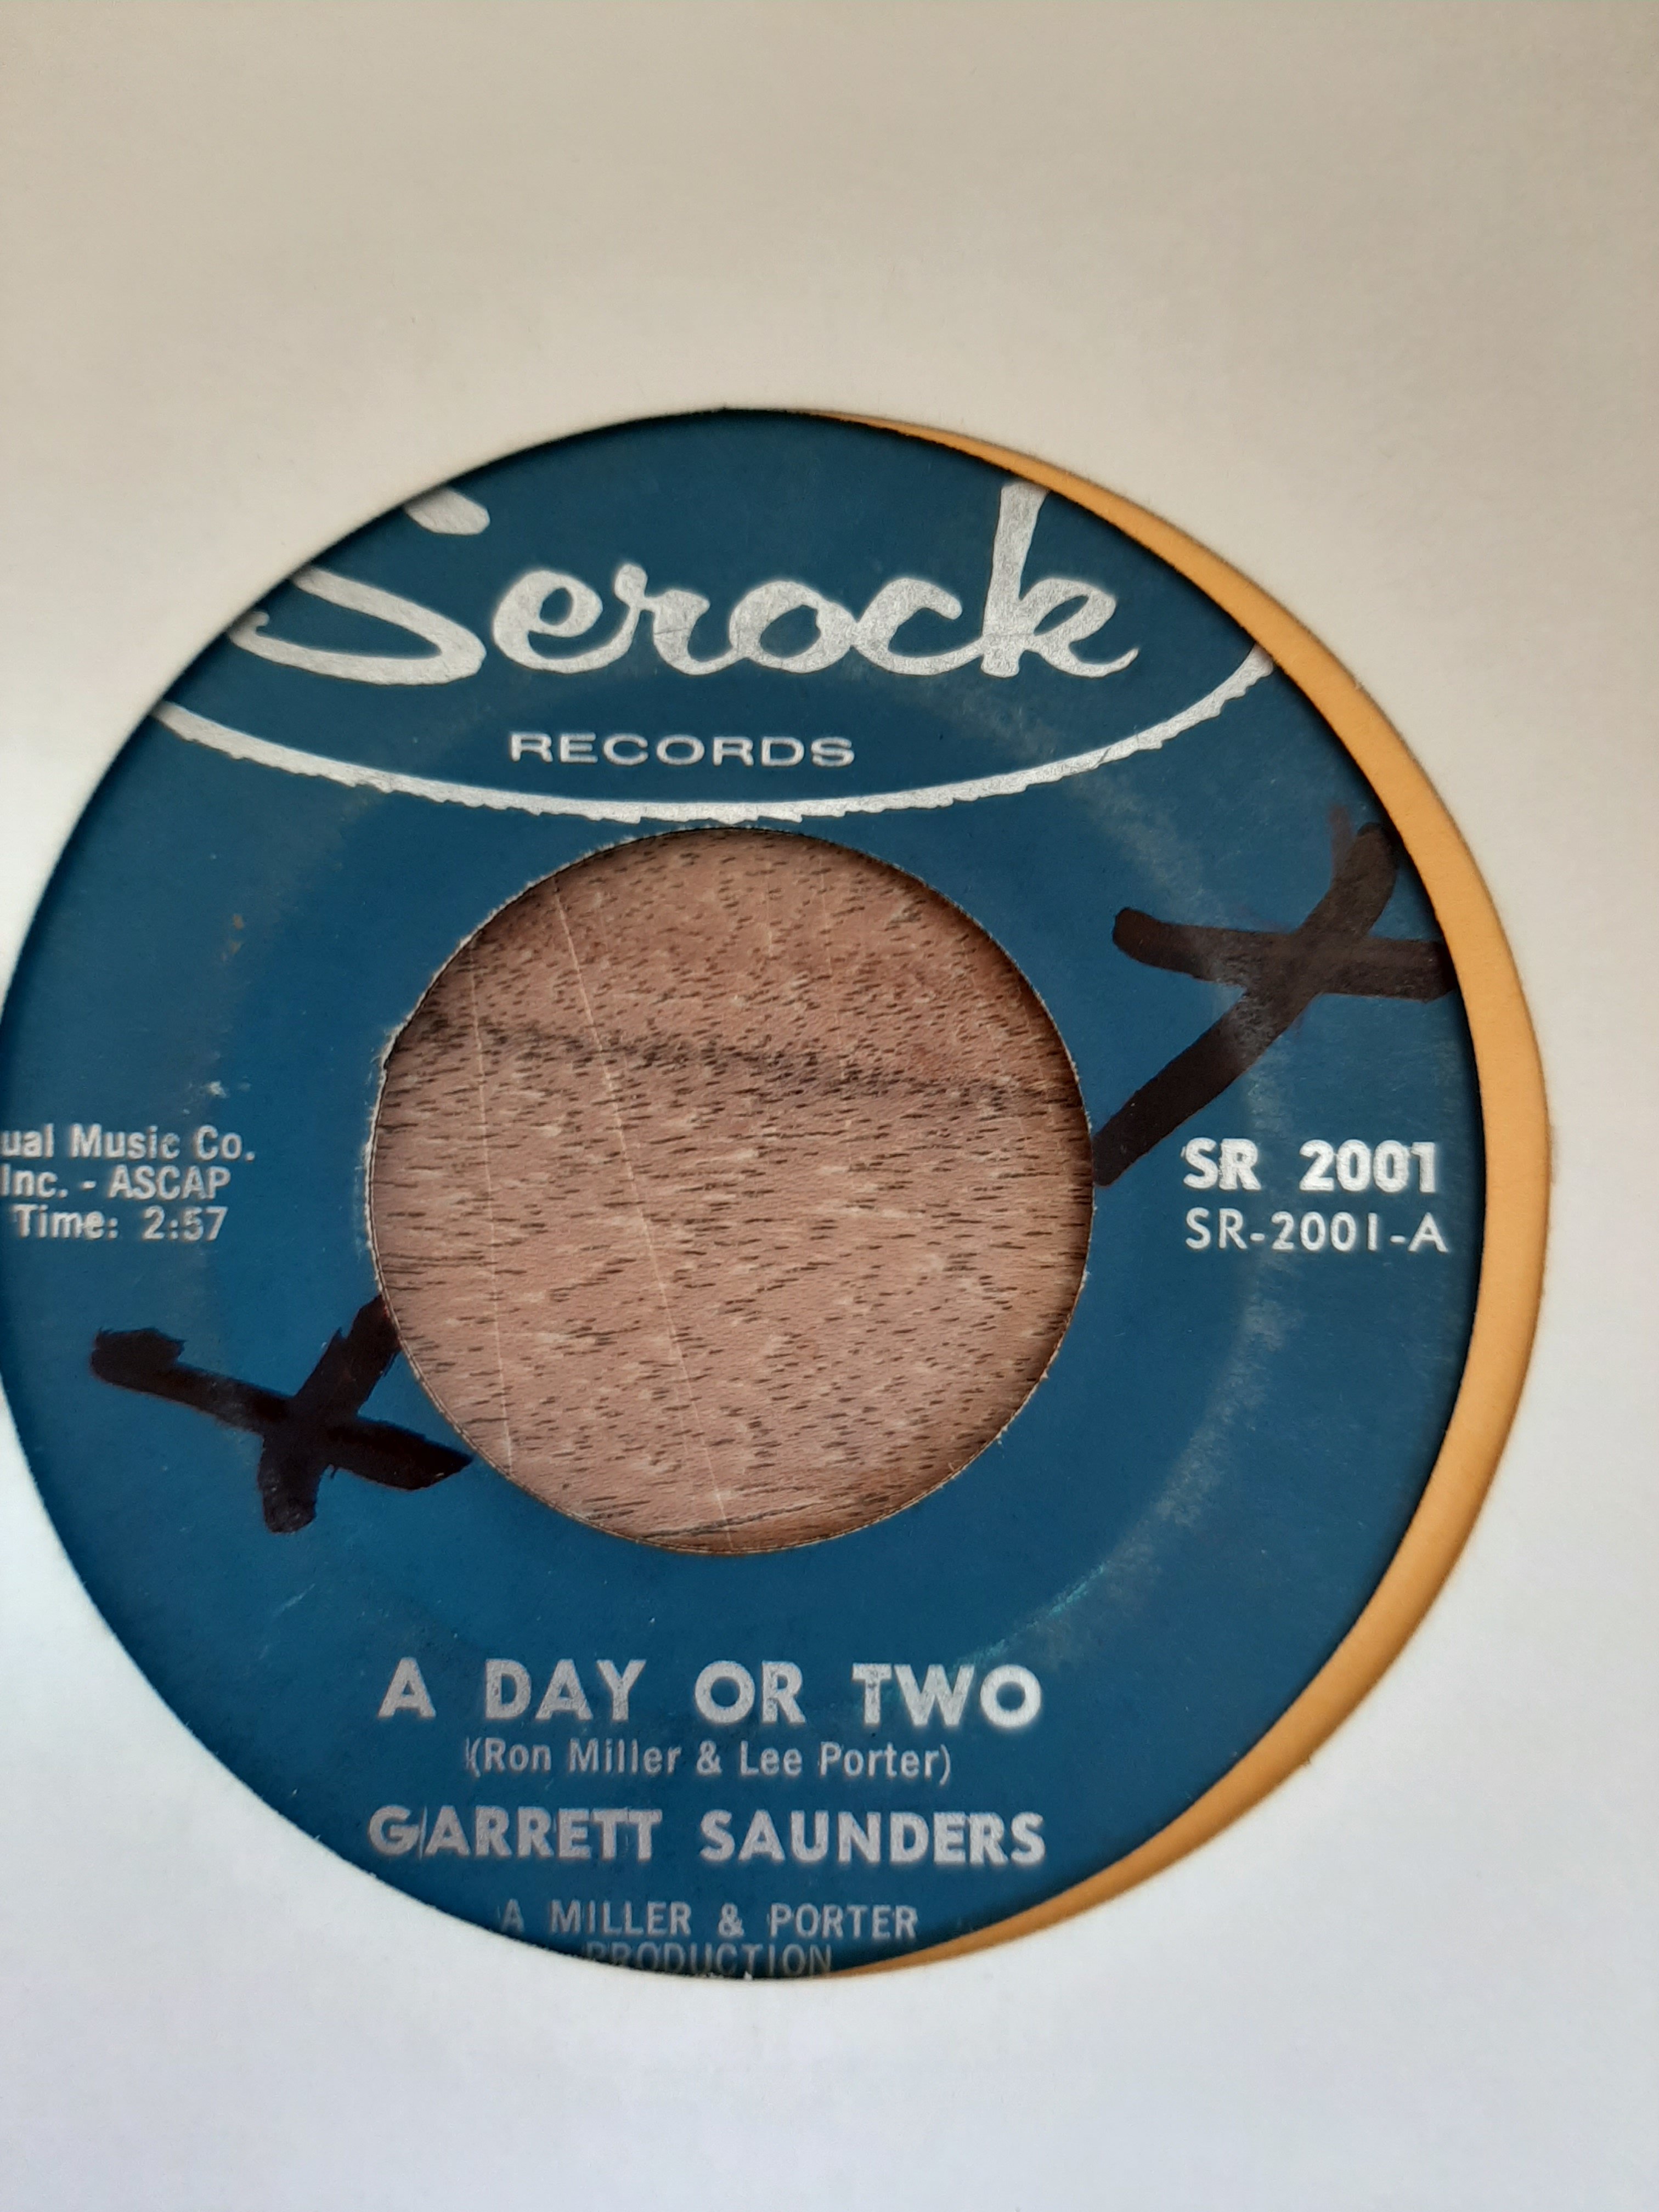 Serock
RECORDS
ual Music Co.
Inc. - ASCAP
Time: 2:57
SR 2001
SR-2001-A
A DAY OR TWO
(Ron Miller & Lee Porter)
GARRETT SAUNDERS
A MILLER & PORTER
PRODUCTION